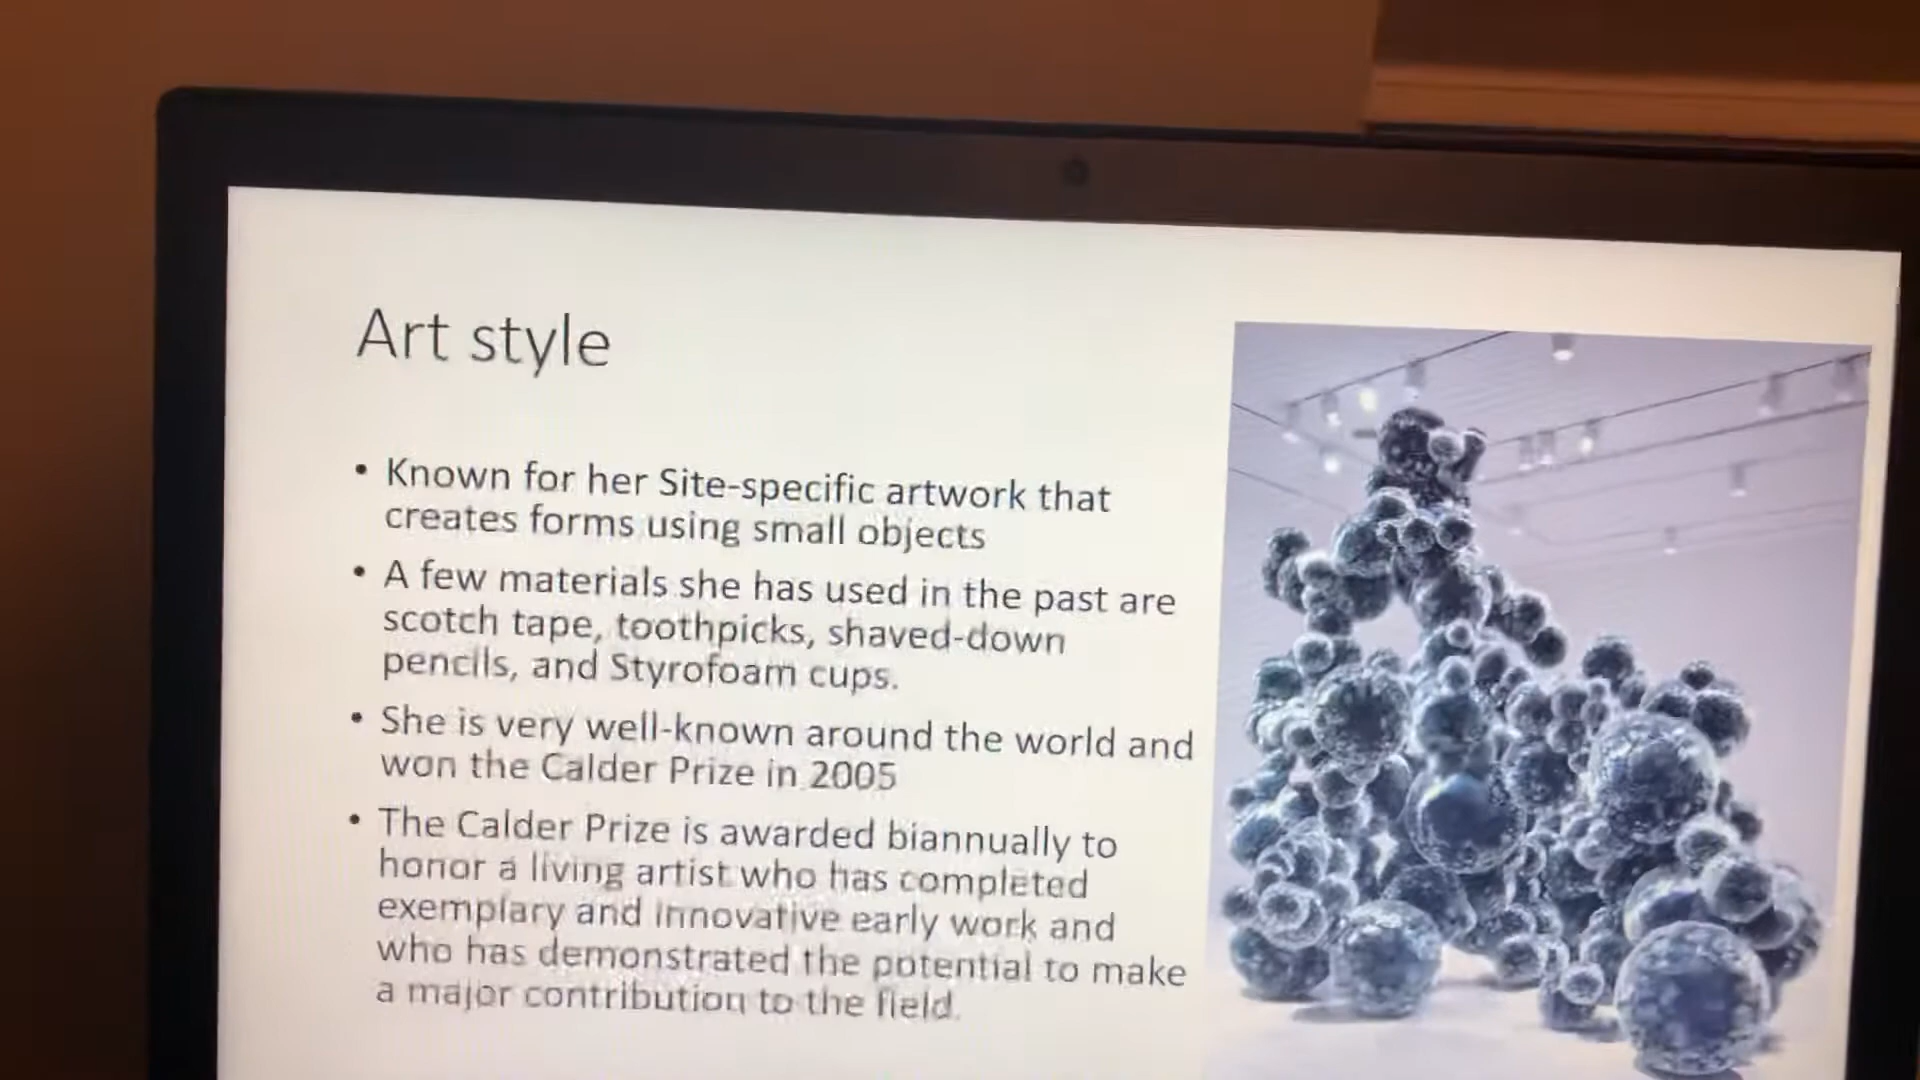 Art style
• Known for her Site-specific artwork that
creates forms using small objects
• A few materials she has used in the past are
scotch tape, toothpicks, shaved-down
pencils, and Styrofoam cups.
• She is very well-known around the world and
won the Calder Prize in 2005
• The Calder Prize is awarded biannually to
honor a living artist who has completed
exemplary and innovative early work and
who has demonstrated the potential to make
a major contribution to the field.